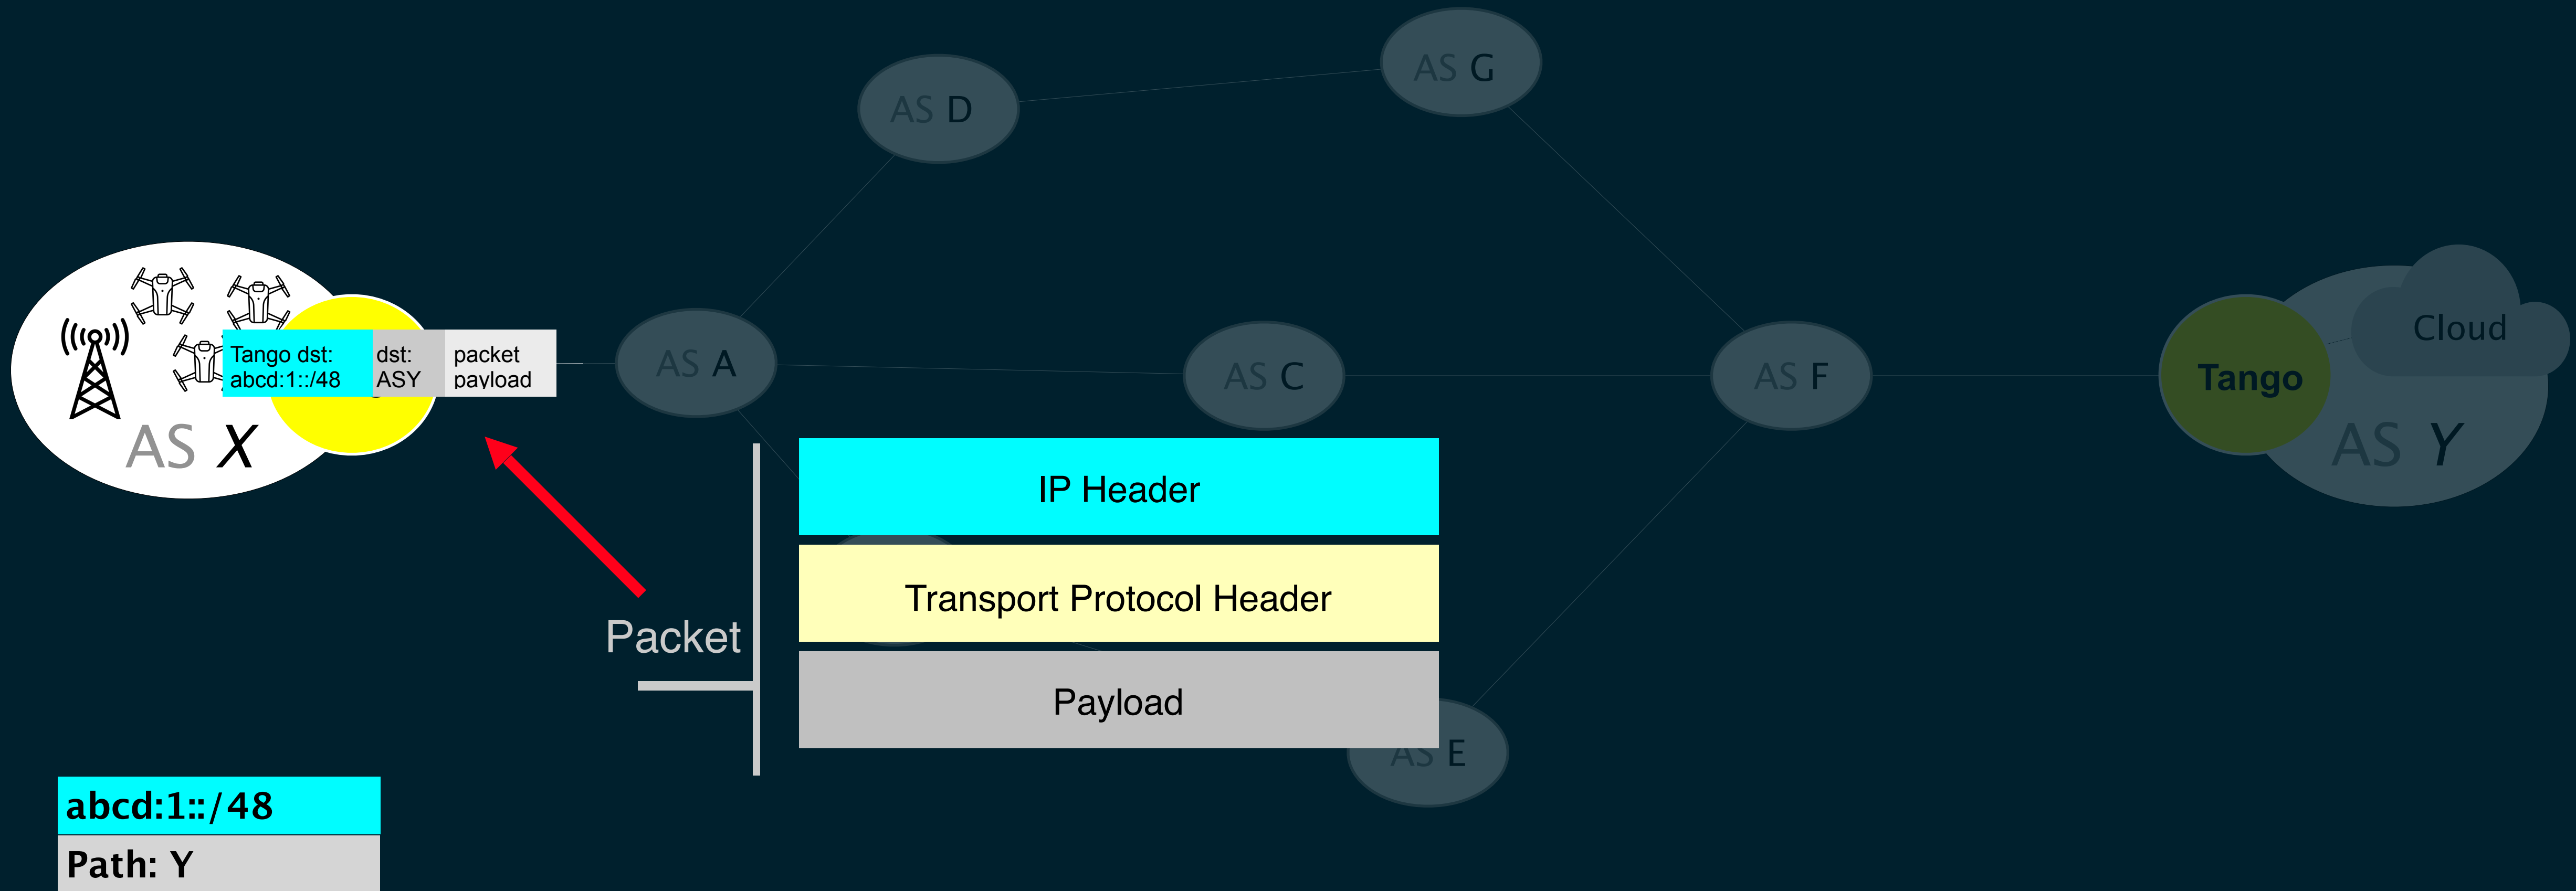 AS G
AS D
Tango dst:
abcd:1::/48
dst:
ASY
packet
payload
AS X
AS A
AS C
AS F
Tango
Cloud
AS Y
IP Header
Transport Protocol Header
Packet
Payload
AS E
abcd:1::/48
Path: Y